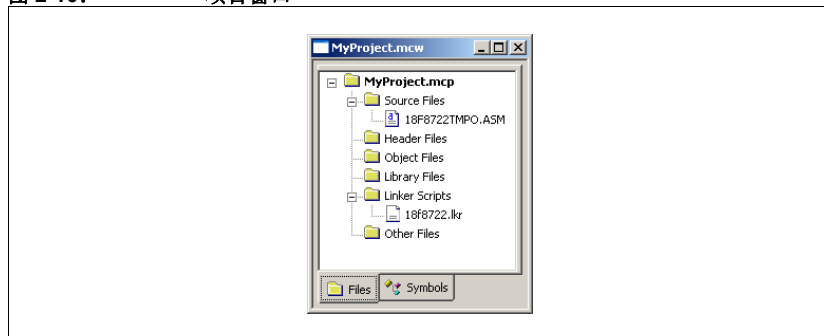 MyProject.mcw
MyProject.mcp
Source Files
18F8722TMPO.ASM
Header Files
Object Files
Library Files
Linker Scripts
18f8722.lkr
Other Files
Files
Symbols